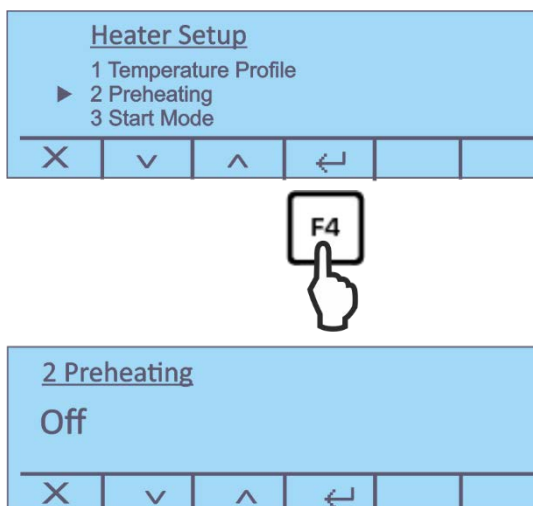 Heater Setup
1 Temperature Profile
▶ 2 Preheating
3 Start Mode
X ∨ ∧ ↵
F4
2 Preheating
Off
X ∨ ∧ ↵